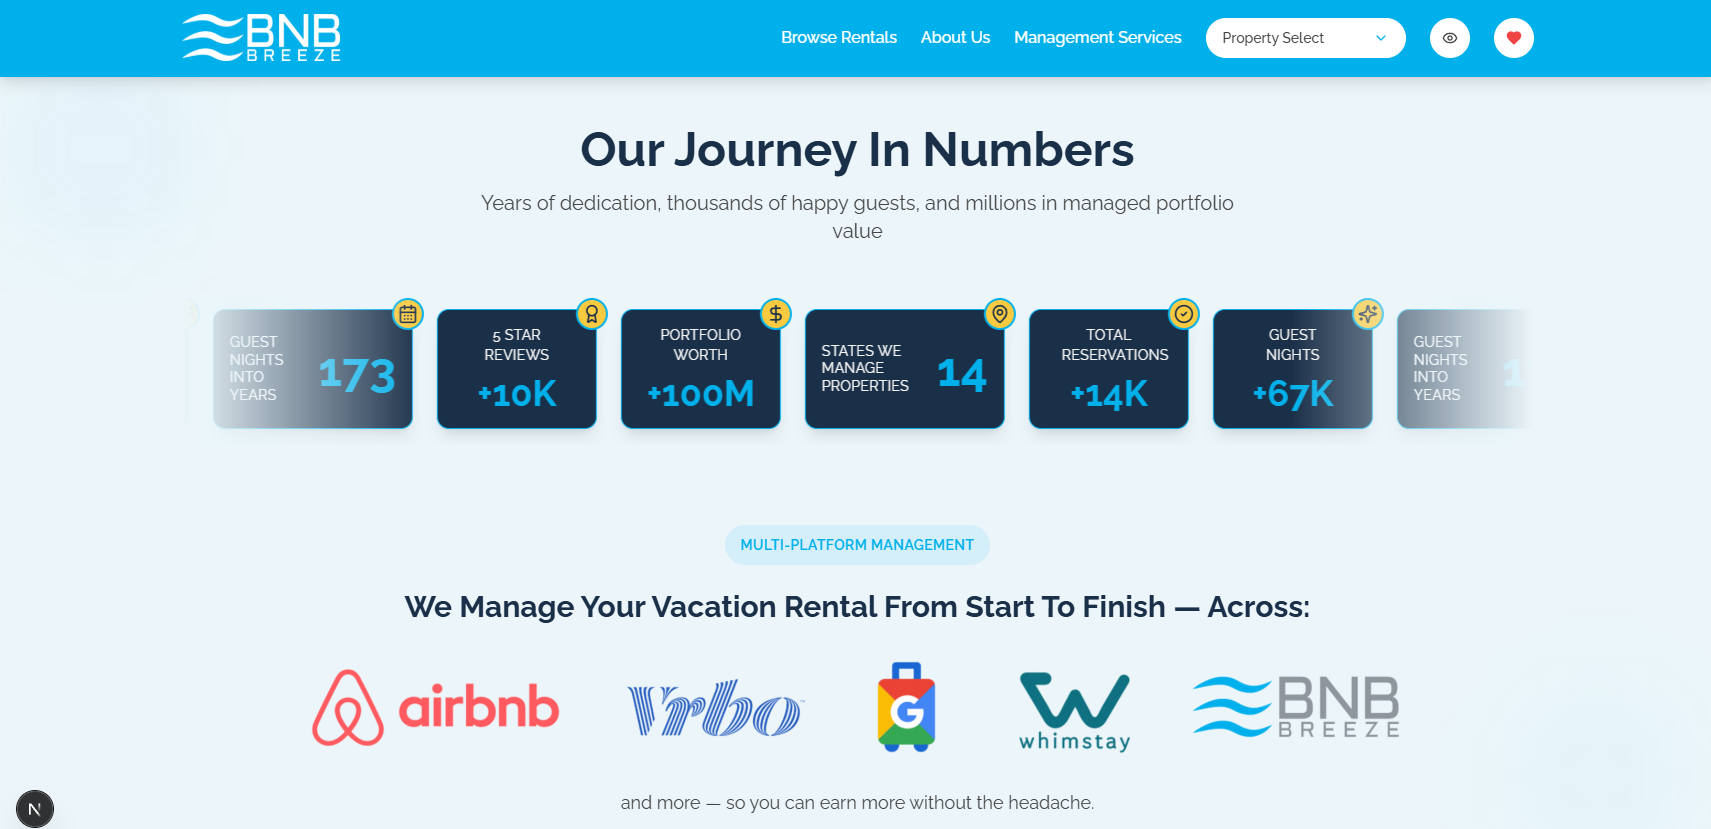 BNB
BREEZE
Browse Rentals
About Us
Management Services
Property Select
Our Journey In Numbers
Years of dedication, thousands of happy guests, and millions in managed portfolio
value
GUEST
NIGHTS
INTO
YEARS
173
5 STAR
REVIEWS
+10K
PORTFOLIO
WORTH
+100M
STATES WE
MANAGE
PROPERTIES
14
TOTAL
RESERVATIONS
+14K
GUEST
NIGHTS
+67K
GUEST
NIGHTS
INTO
YEARS
1
MULTI-PLATFORM MANAGEMENT
We Manage Your Vacation Rental From Start To Finish — Across:
airbnb
Vrbo
G
whimstay
BNB
BREEZE
and more — so you can earn more without the headache.
N